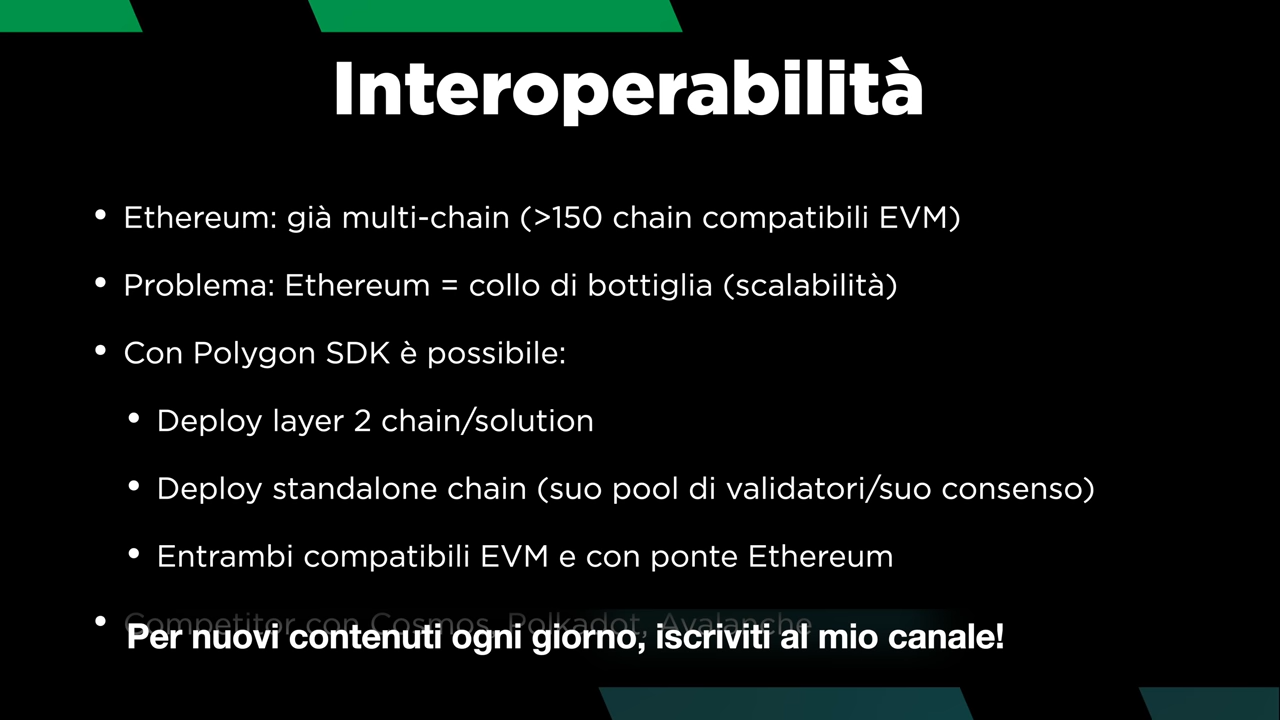 Interoperabilità
• Ethereum: già multi-chain (>150 chain compatibili EVM)
• Problema: Ethereum = collo di bottiglia (scalabilità)
• Con Polygon SDK è possibile:
• Deploy layer 2 chain/solution
• Deploy standalone chain (suo pool di validatori/suo consenso)
• Entrambi compatibili EVM e con ponte Ethereum
• Competitor con Cosmos, Polkadot, Avalanche
Per nuovi contenuti ogni giorno, iscriviti al mio canale!